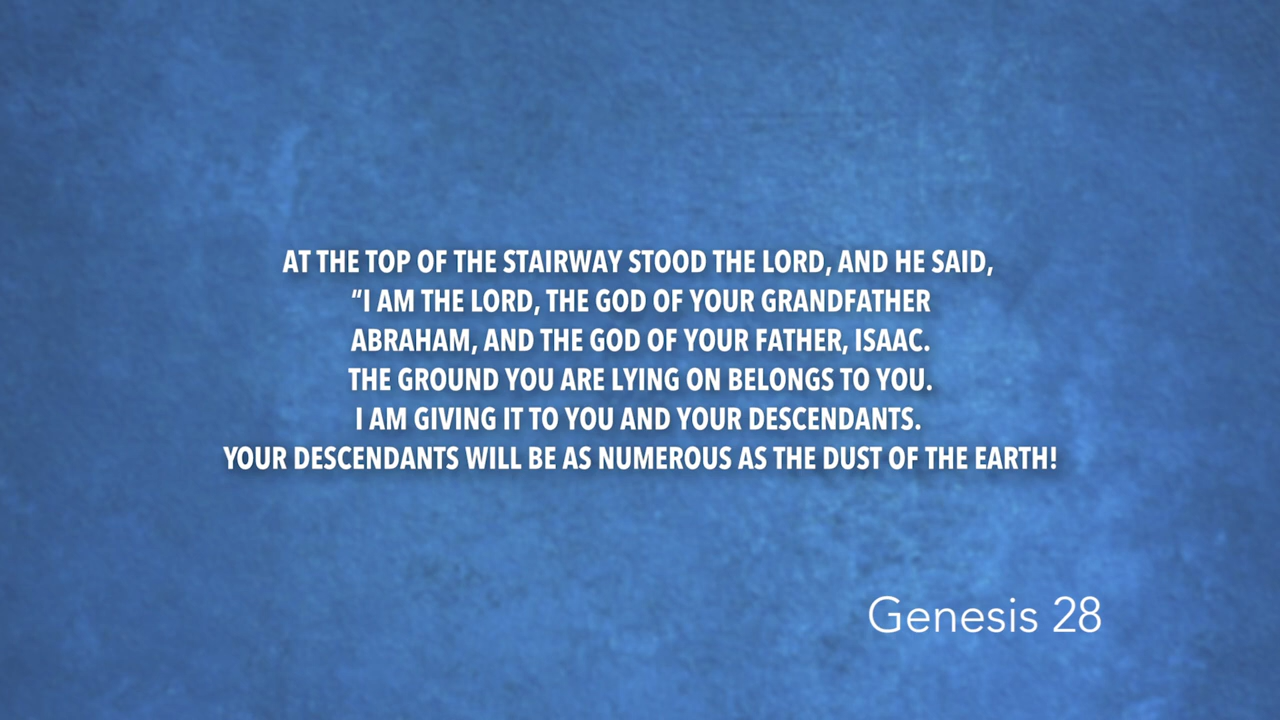 AT THE TOP OF THE STAIRWAY STOOD THE LORD, AND HE SAID,
“I AM THE LORD, THE GOD OF YOUR GRANDFATHER
ABRAHAM, AND THE GOD OF YOUR FATHER, ISAAC.
THE GROUND YOU ARE LYING ON BELONGS TO YOU.
I AM GIVING IT TO YOU AND YOUR DESCENDANTS.
YOUR DESCENDANTS WILL BE AS NUMEROUS AS THE DUST OF THE EARTH!
Genesis 28